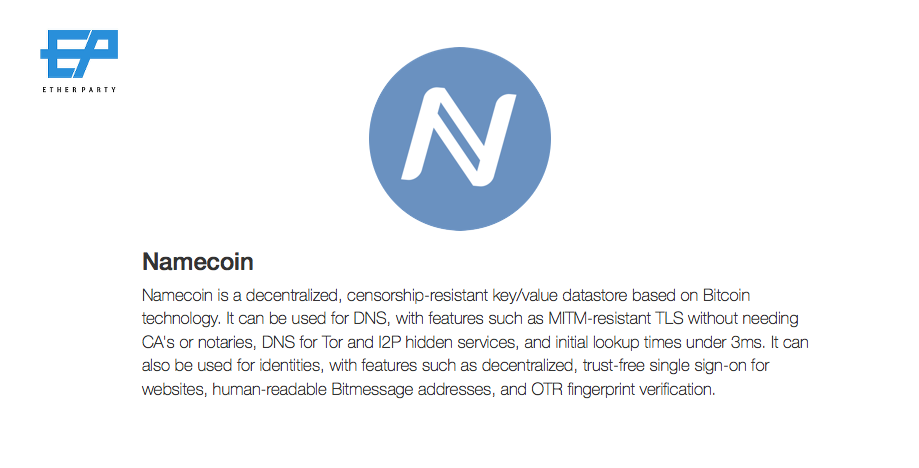 ETHERPARTY
Namecoin
Namecoin is a decentralized, censorship-resistant key/value datastore based on Bitcoin
technology. It can be used for DNS, with features such as MITM-resistant TLS without needing
CA's or notaries, DNS for Tor and I2P hidden services, and initial lookup times under 3ms. It can
also be used for identities, with features such as decentralized, trust-free single sign-on for
websites, human-readable Bitmessage addresses, and OTR fingerprint verification.